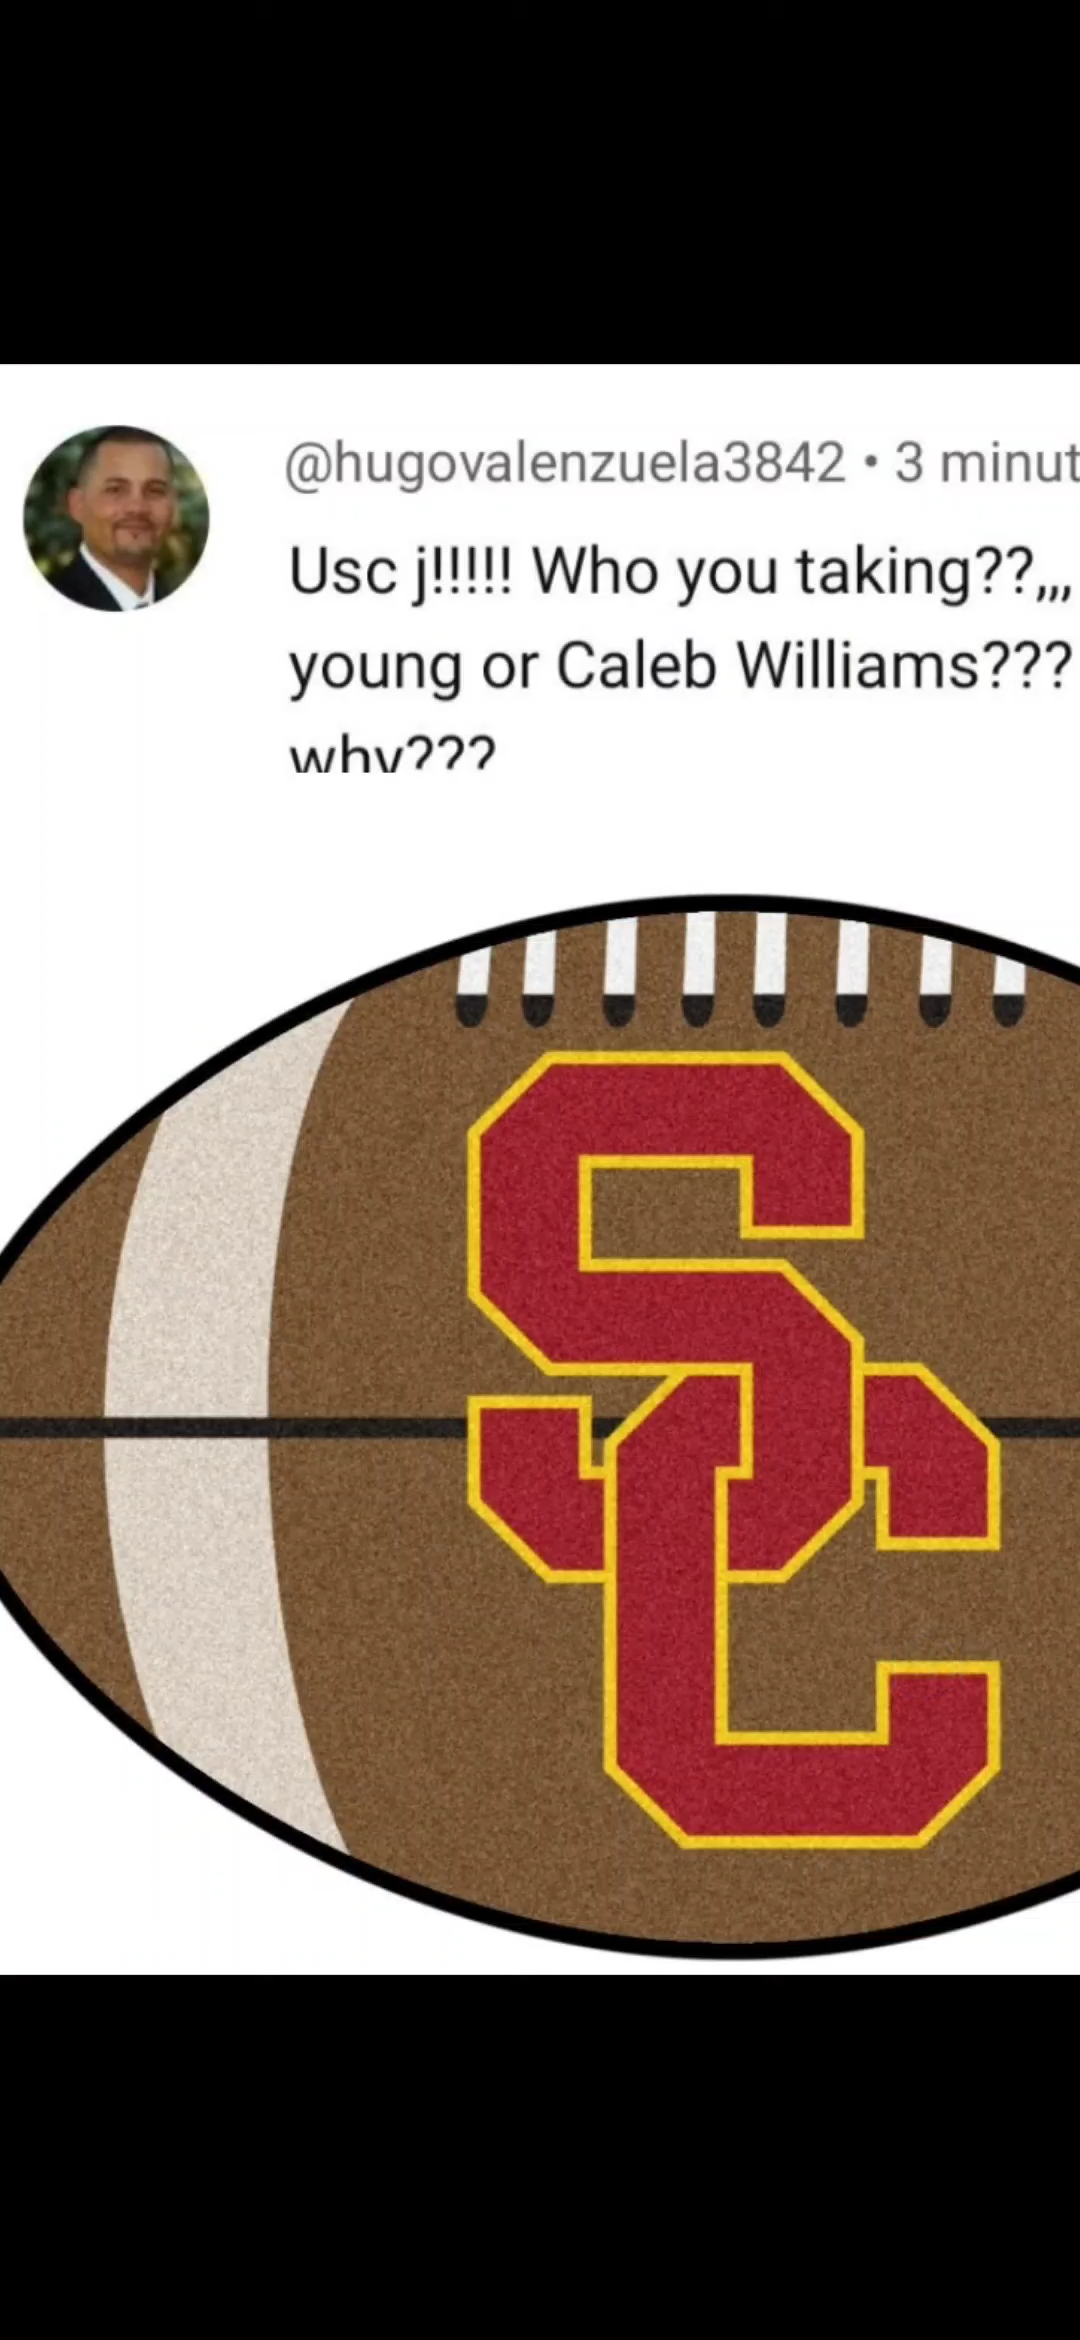 @hugovalenzuela3842 • 3 minut
Usc j!!!!! Who you taking??,,,
young or Caleb Williams???
why???
SC